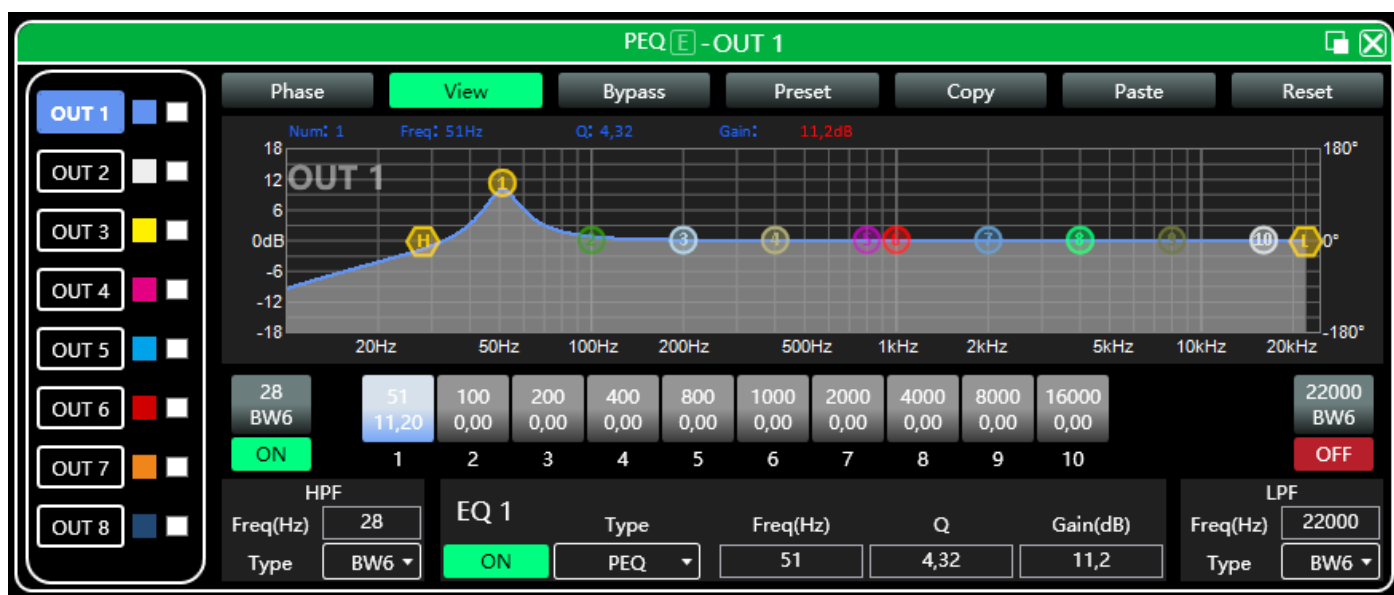 PEQ E - OUT 1
OUT 1
OUT 2
OUT 3
OUT 4
OUT 5
OUT 6
OUT 7
OUT 8
Phase View Bypass Preset Copy Paste Reset
Num: 1 Freq: 51Hz Q: 4,32 Gain: 11,2dB
OUT 1
18 180°
12
6
0dB 0°
-6
-12
-18 -180°
H 1 2 3 4 5 6 7 8 9 10 L
20Hz 50Hz 100Hz 200Hz 500Hz 1kHz 2kHz 5kHz 10kHz 20kHz
28 51 100 200 400 800 1000 2000 4000 8000 16000 22000
BW6 11,20 0,00 0,00 0,00 0,00 0,00 0,00 0,00 0,00 0,00 BW6
ON 1 2 3 4 5 6 7 8 9 10 OFF
HPF
Freq(Hz) 28
Type BW6
EQ 1 Type Freq(Hz) Q Gain(dB)
ON PEQ 51 4,32 11,2
LPF
Freq(Hz) 22000
Type BW6